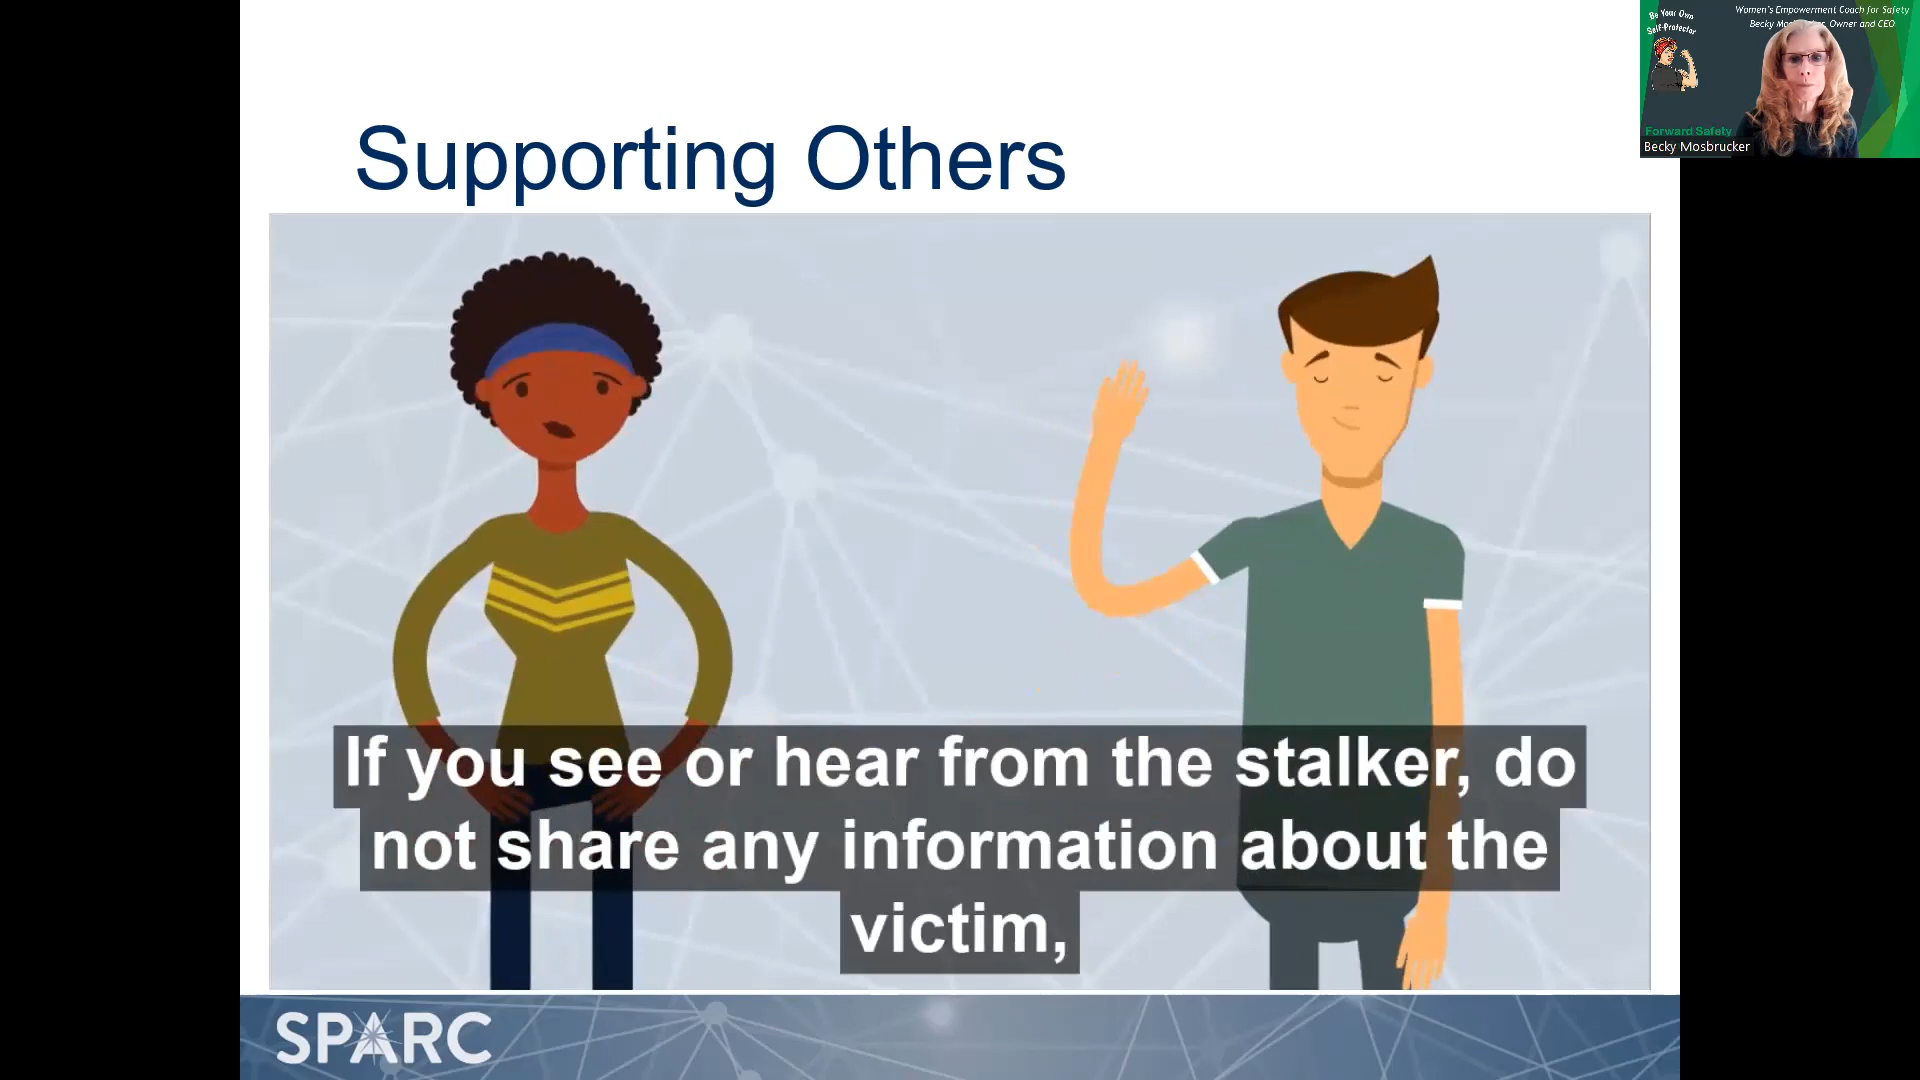 Supporting Others
If you see or hear from the stalker, do
not share any information about the
victim,
SPARC
Be Your Own
Self-Protector
Women's Empowerment Coach for Safety
Becky Mosbrucker, Owner and CEO
Forward Safety
Becky Mosbrucker